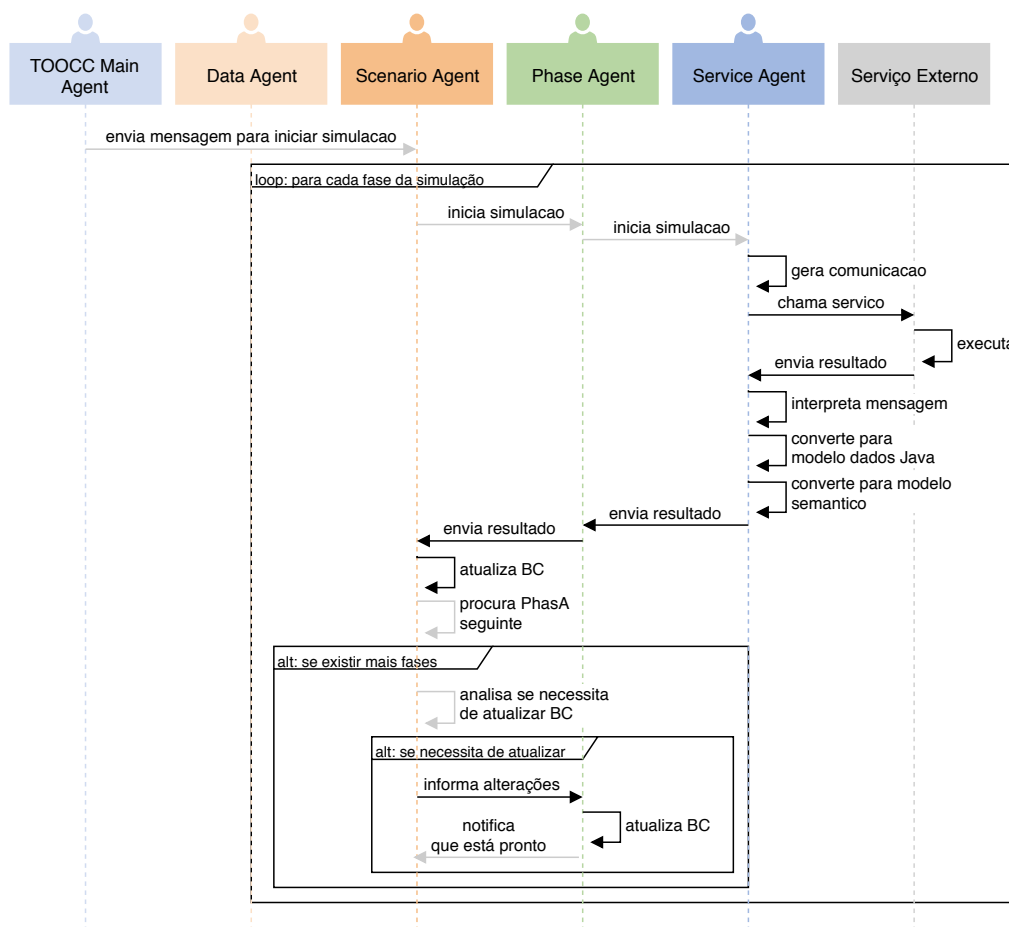 TOOCC Main
Agent
Data Agent
Scenario Agent
Phase Agent
Service Agent
Serviço Externo
envia mensagem para iniciar simulacao
loop: para cada fase da simulação
inicia simulacao
inicia simulacao
gera comunicacao
chama servico
executa
envia resultado
interpreta mensagem
converte para
modelo dados Java
converte para modelo
semantico
envia resultado
envia resultado
atualiza BC
procura PhasA
seguinte
alt: se existir mais fases
analisa se necessita
de atualizar BC
alt: se necessita de atualizar
informa alterações
atualiza BC
notifica
que está pronto